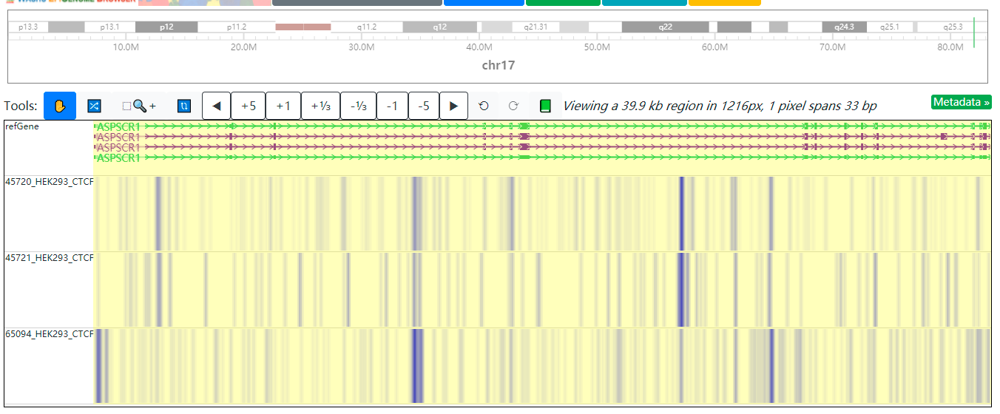 WASHU EPIGENOME BROWSER
p13.3 p13.1 p12 p11.2 q11.2 q12 q21.31 q22 q24.3 q25.1 q25.3
10.0M 20.0M 30.0M 40.0M 50.0M 60.0M 70.0M 80.0M
chr17
Tools: + ◀ +5 +1 +⅓ -⅓ -1 -5 ▶ Viewing a 39.9 kb region in 1216px, 1 pixel spans 33 bp Metadata »
refGene ASPSCR1
ASPSCR1
ASPSCR1
ASPSCR1
45720_HEK293_CTCF
45721_HEK293_CTCF
65094_HEK293_CTCF